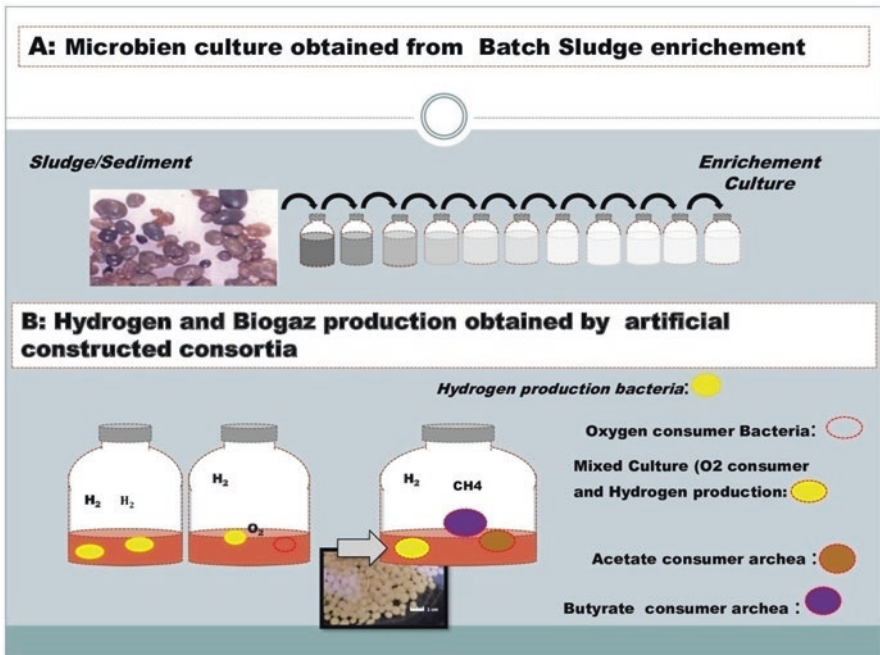 A: Microbien culture obtained from Batch Sludge enrichement
Sludge/Sediment
Enrichement
Culture
B: Hydrogen and Biogaz production obtained by artificial
constructed consortia
Hydrogen production bacteria:
Oxygen consumer Bacteria:
Mixed Culture (O2 consumer
and Hydrogen production:
Acetate consumer archea :
Butyrate consumer archea :
H₂ H₂
H₂
O₂
H₂
CH4
1 cm